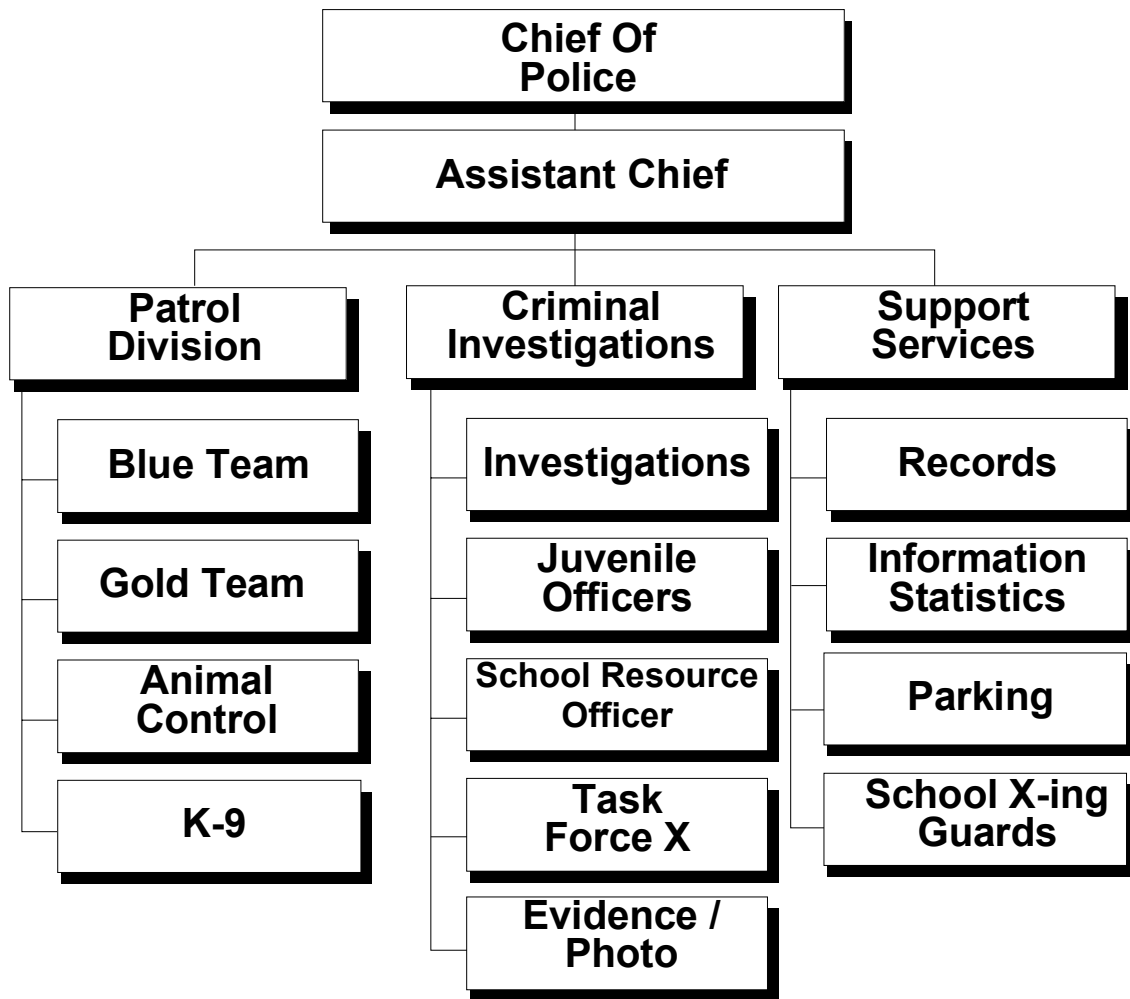 Chief Of
Police
Assistant Chief
Patrol
Division
Blue Team
Gold Team
Animal
Control
K-9
Criminal
Investigations
Investigations
Juvenile
Officers
School Resource
Officer
Task
Force X
Evidence /
Photo
Support
Services
Records
Information
Statistics
Parking
School X-ing
Guards